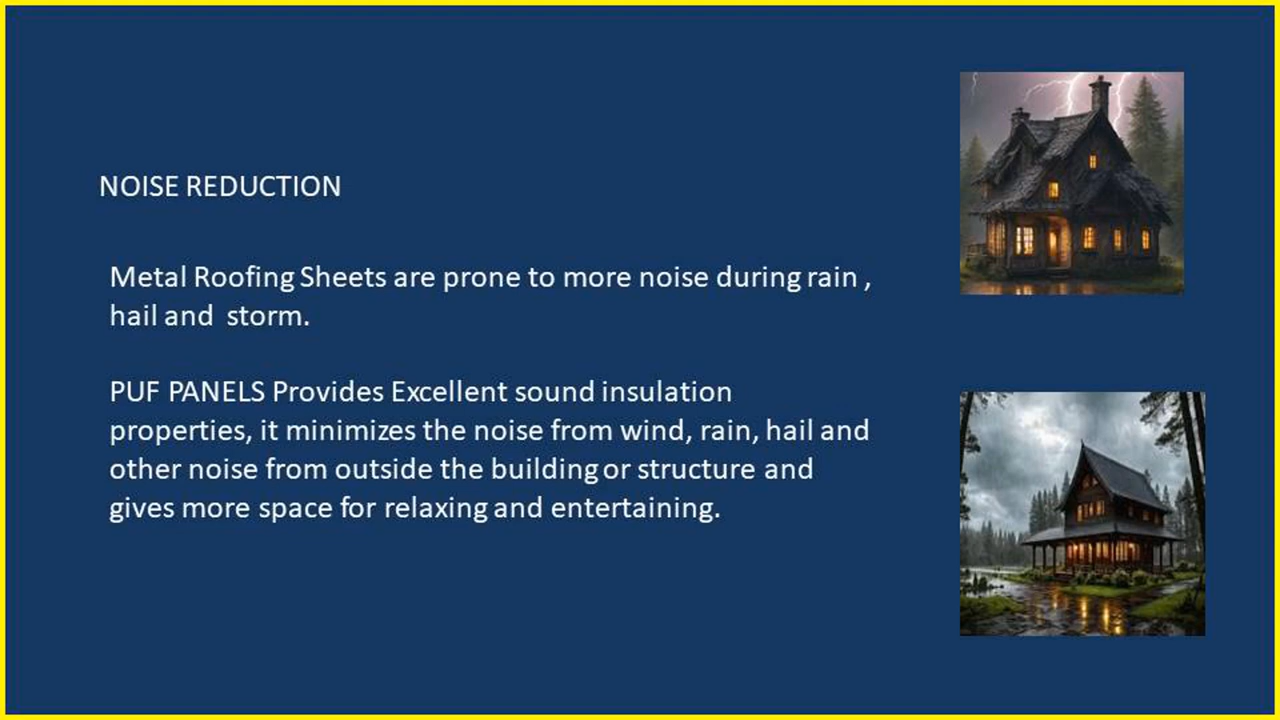 NOISE REDUCTION
Metal Roofing Sheets are prone to more noise during rain ,
hail and  storm.
PUF PANELS Provides Excellent sound insulation
properties, it minimizes the noise from wind, rain, hail and
other noise from outside the building or structure and
gives more space for relaxing and entertaining.